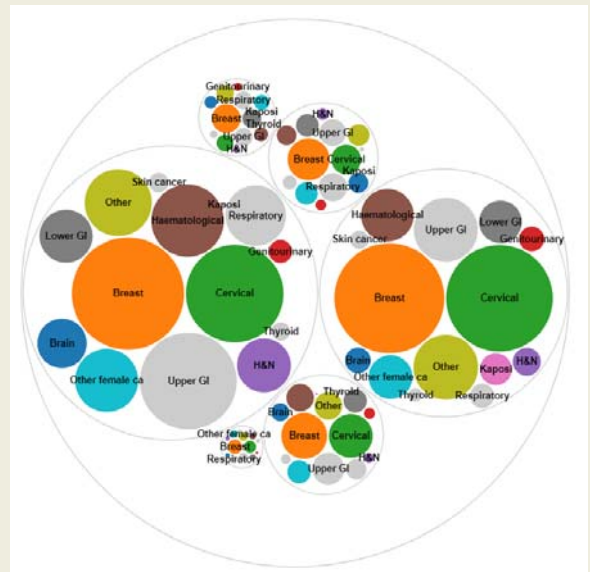 Genitourinary
Respiratory
Kaposi
Breast
Thyroid
Upper GI
H&N
H&N
Upper GI
Breast
Cervical
Kaposi
Respiratory
Skin cancer
Other
Kaposi
Haematological
Respiratory
Lower GI
Genitourinary
Breast
Cervical
Thyroid
Brain
H&N
Other female ca
Upper GI
Haematological
Lower GI
Upper GI
Skin cancer
Genitourinary
Breast
Cervical
Brain
Other
H&N
Kaposi
Other female ca
Thyroid
Respiratory
Thyroid
Other
Brain
Breast
Cervical
H&N
Upper GI
Other female ca
Breast
Respiratory